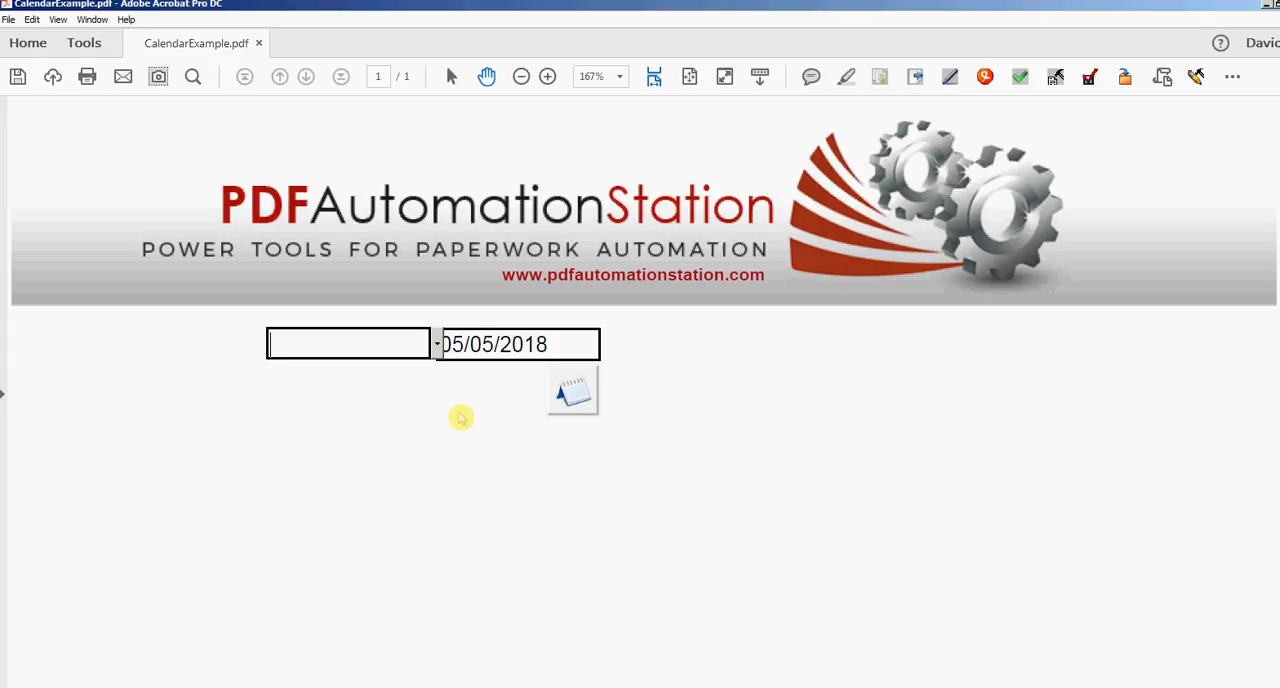 CalendarExample.pdf - Adobe Acrobat Pro DC
File Edit View Window Help
Home Tools CalendarExample.pdf × ? David
1 / 1 167%
PDFAutomationStation
POWER TOOLS FOR PAPERWORK AUTOMATION
www.pdfautomationstation.com
05/05/2018